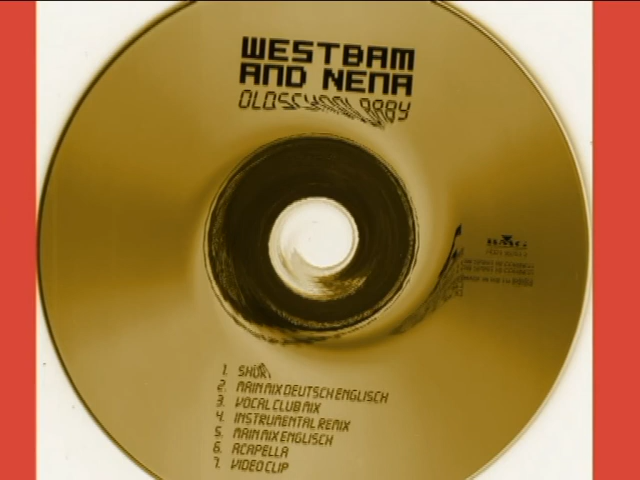 WESTBAM
AND NENA
OLDSCHOOL BABY
BMG
1. SHORT
2. MAIN MIX DEUTSCH ENGLISCH
3. VOCAL CLUB MIX
4. INSTRUMENTAL REMIX
5. MAIN MIX ENGLISCH
6. ACAPELLA
7. VIDEO CLIP